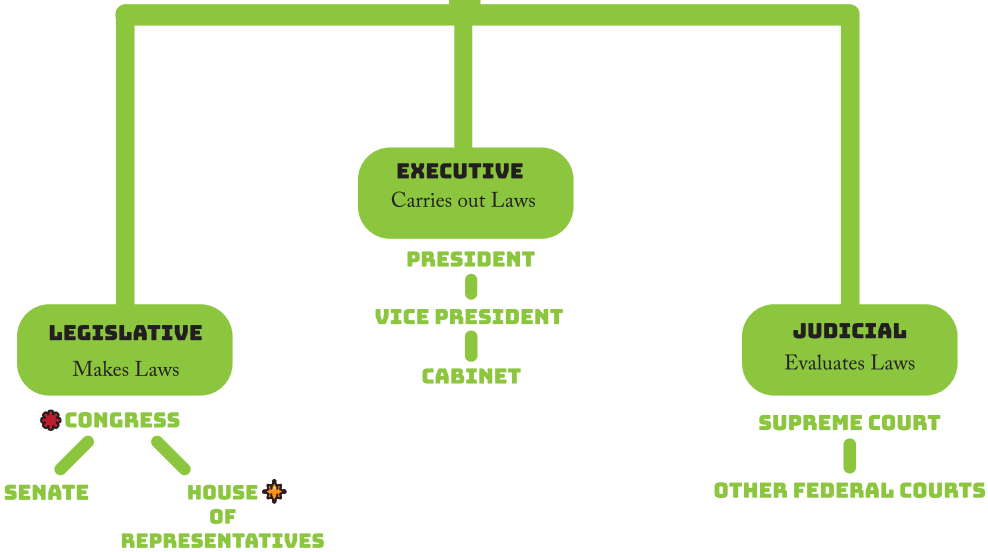 EXECUTIVE
Carries out Laws
PRESIDENT
VICE PRESIDENT
CABINET
LEGISLATIVE
Makes Laws
CONGRESS
SENATE
HOUSE
OF
REPRESENTATIVES
JUDICIAL
Evaluates Laws
SUPREME COURT
OTHER FEDERAL COURTS